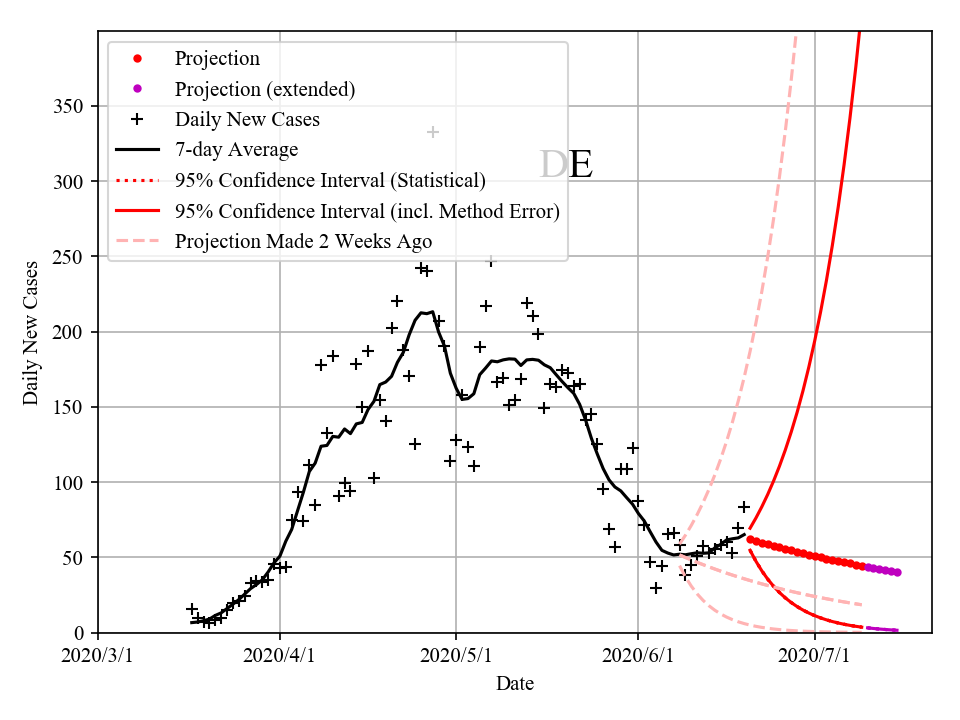 Projection
Projection (extended)
Daily New Cases
7-day Average
95% Confidence Interval (Statistical)
95% Confidence Interval (incl. Method Error)
Projection Made 2 Weeks Ago
DE
Daily New Cases
350
300
250
200
150
100
50
0
2020/3/1 2020/4/1 2020/5/1 2020/6/1 2020/7/1
Date